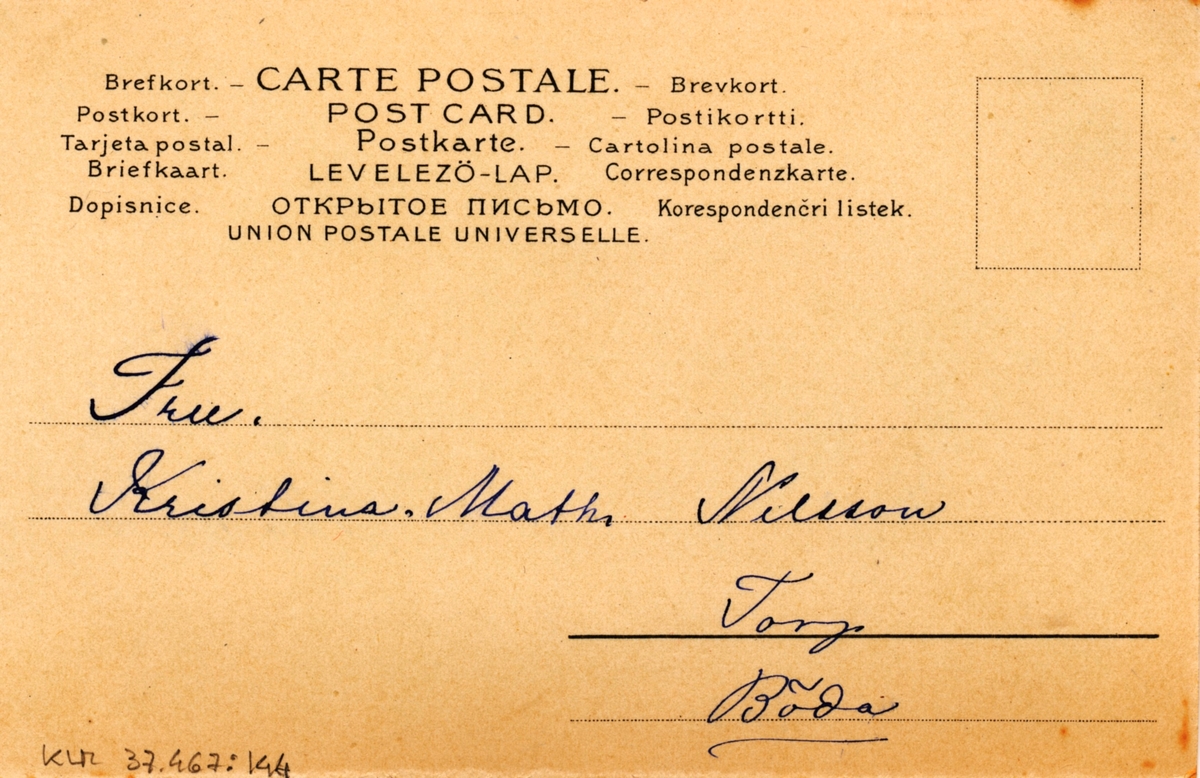 Brefkort. – CARTE POSTALE. – Brevkort.
Postkort. – POST CARD. – Postikortti.
Tarjeta postal. – Postkarte. – Cartolina postale.
Briefkaart. LEVELEZÖ-LAP. Correspondenzkarte.
Dopisnice. ОТКРЫТОЕ ПИСЬМО. Korespondenčri listek.
UNION POSTALE UNIVERSELLE.
Fru.
Kristina. Math. Nilsson
Torp
Böda
KLM 37.467:144